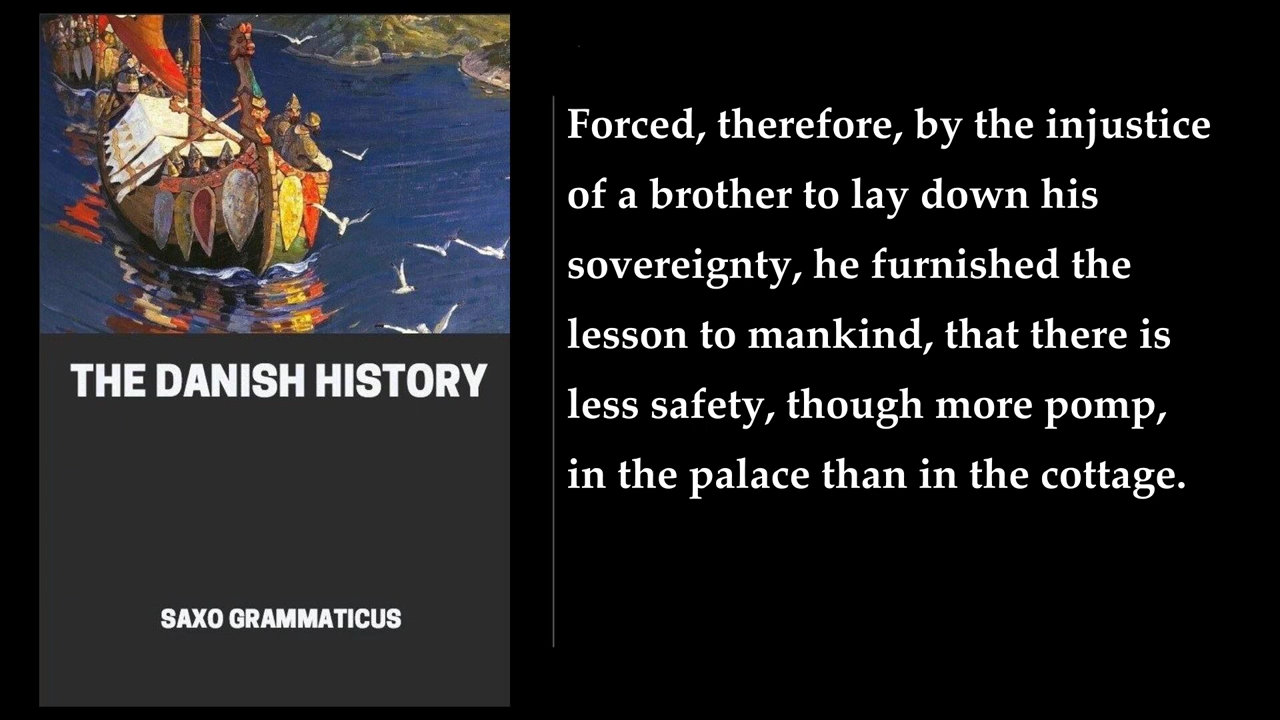 THE DANISH HISTORY
SAXO GRAMMATICUS
Forced, therefore, by the injustice
of a brother to lay down his
sovereignty, he furnished the
lesson to mankind, that there is
less safety, though more pomp,
in the palace than in the cottage.